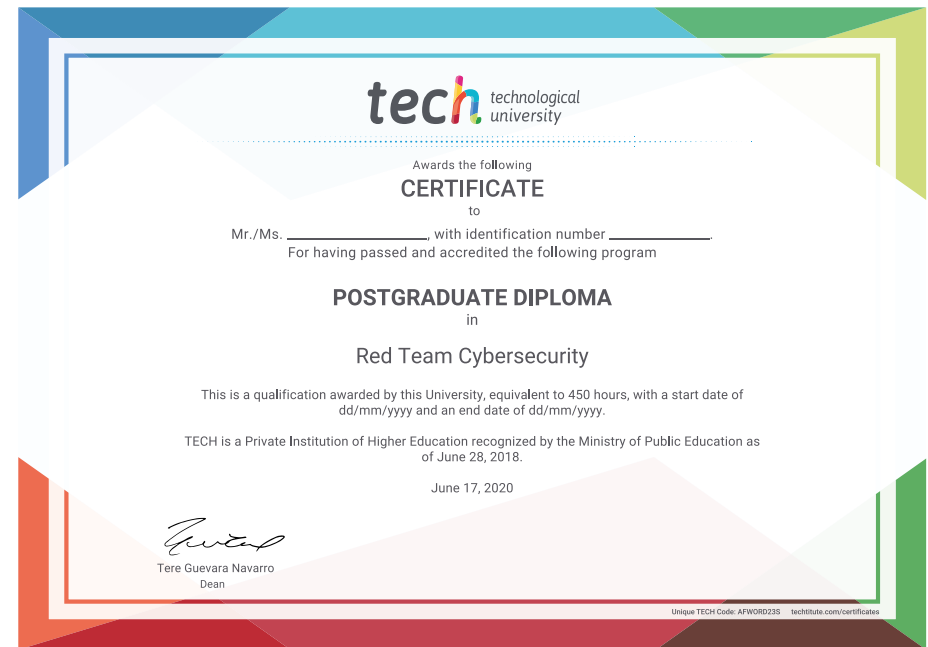 tech technological
university
Awards the following
CERTIFICATE
to
Mr./Ms. ____________________, with identification number ______________.
For having passed and accredited the following program
POSTGRADUATE DIPLOMA
in
Red Team Cybersecurity
This is a qualification awarded by this University, equivalent to 450 hours, with a start date of
dd/mm/yyyy and an end date of dd/mm/yyyy.
TECH is a Private Institution of Higher Education recognized by the Ministry of Public Education as
of June 28, 2018.
June 17, 2020
Tere Guevara Navarro
Dean
Unique TECH Code: AFWORD23S techtitute.com/certificates